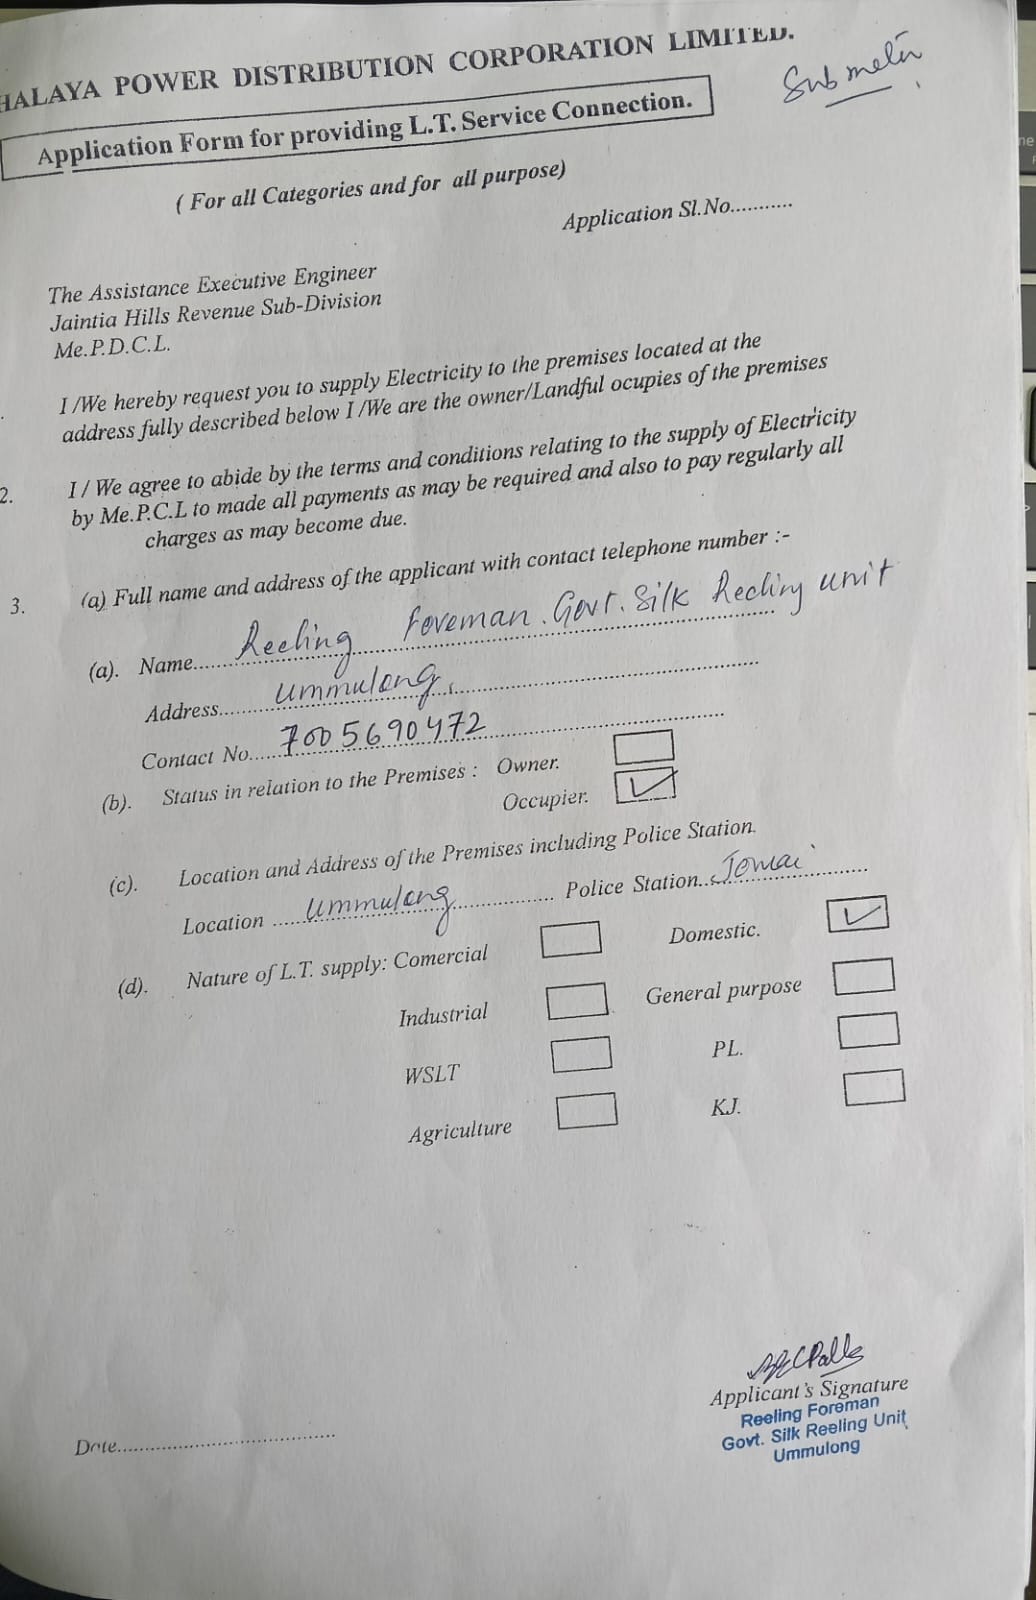 HALAYA POWER DISTRIBUTION CORPORATION LIMITED.
Sub meter
Application Form for providing L.T. Service Connection.
( For all Categories and for all purpose)
Application Sl.No...........
The Assistance Executive Engineer
Jaintia Hills Revenue Sub-Division
Me.P.D.C.L.
I /We hereby request you to supply Electricity to the premises located at the
address fully described below I /We are the owner/Landful ocupies of the premises
2. I / We agree to abide by the terms and conditions relating to the supply of Electricity
by Me.P.C.L to made all payments as may be required and also to pay regularly all
charges as may become due.
3. (a) Full name and address of the applicant with contact telephone number :-
(a). Name..... Reeling Foreman. Govt. Silk Reeling unit
Address...... Ummulong,
Contact No..... 7005690472
(b). Status in relation to the Premises : Owner.
Occupier.
(c). Location and Address of the Premises including Police Station.
Location .... Ummulong ... Police Station.. Jowai
(d). Nature of L.T. supply: Comercial Domestic.
Industrial General purpose
WSLT PL.
Agriculture KJ.
Applicant's Signature
Reeling Foreman
Govt. Silk Reeling Unit
Ummulong
Date....................................